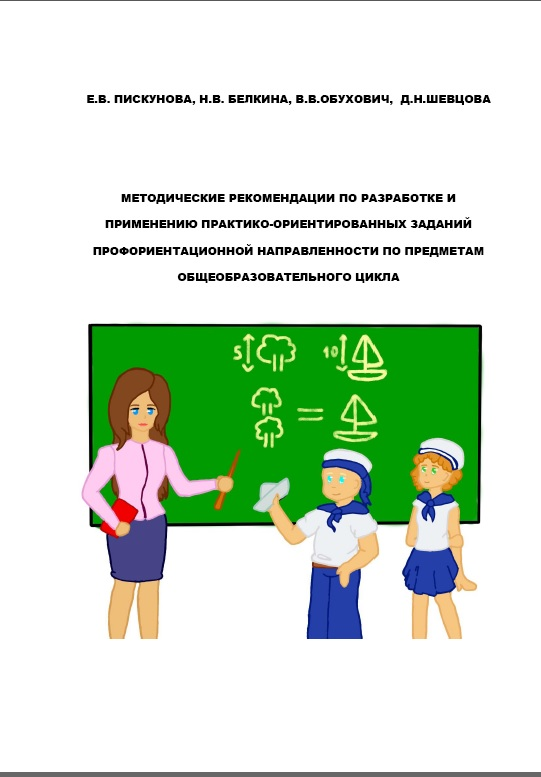 Е.В. ПИСКУНОВА, Н.В. БЕЛКИНА, В.В.ОБУХОВИЧ, Д.Н.ШЕВЦОВА
МЕТОДИЧЕСКИЕ РЕКОМЕНДАЦИИ ПО РАЗРАБОТКЕ И
ПРИМЕНЕНИЮ ПРАКТИКО-ОРИЕНТИРОВАННЫХ ЗАДАНИЙ
ПРОФОРИЕНТАЦИОННОЙ НАПРАВЛЕННОСТИ ПО ПРЕДМЕТАМ
ОБЩЕОБРАЗОВАТЕЛЬНОГО ЦИКЛА
5 10
=